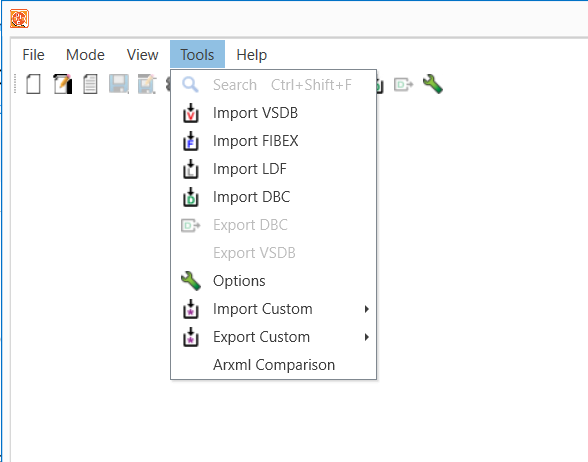 File Mode View Tools Help
Search Ctrl+Shift+F
Import VSDB
Import FIBEX
Import LDF
Import DBC
Export DBC
Export VSDB
Options
Import Custom
Export Custom
Arxml Comparison